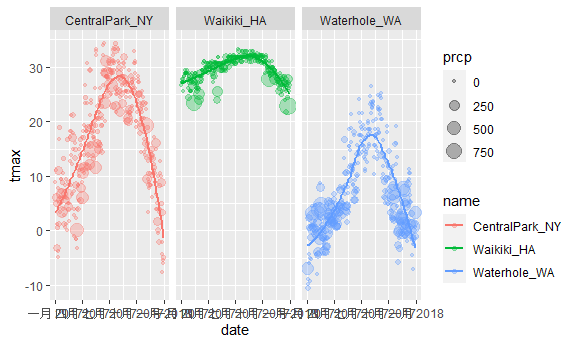 CentralPark_NY
Waikiki_HA
Waterhole_WA
tmax
30
20
10
0
-10
date
prcp
0
250
500
750
name
CentralPark_NY
Waikiki_HA
Waterhole_WA